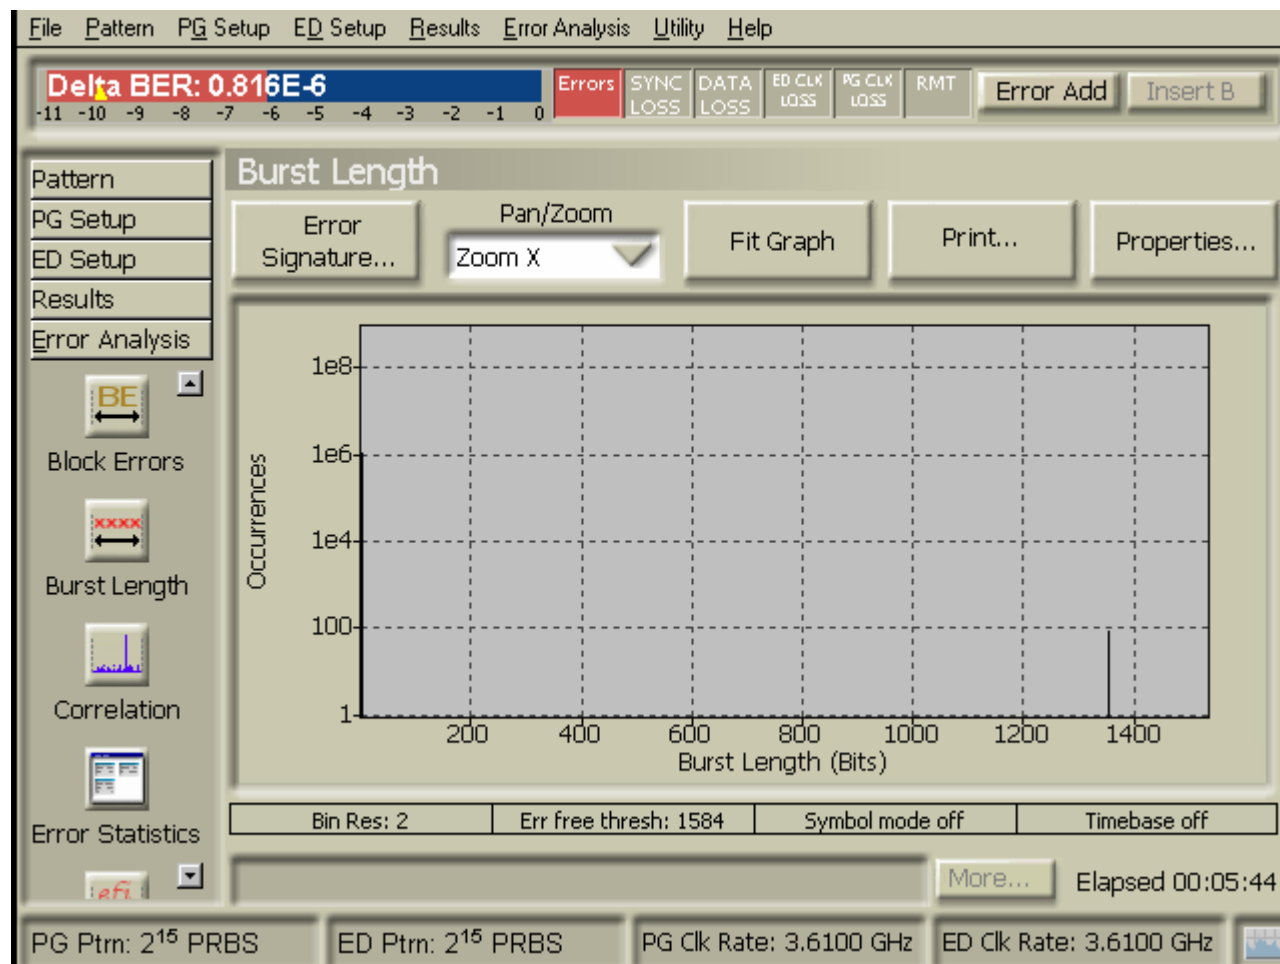 File Pattern PG Setup ED Setup Results Error Analysis Utility Help
Delta BER: 0.816E-6
-11 -10 -9 -8 -7 -6 -5 -4 -3 -2 -1 0
Errors
SYNC LOSS
DATA LOSS
ED CLK LOSS
PG CLK LOSS
RMT
Error Add
Insert B
Pattern
PG Setup
ED Setup
Results
Error Analysis
BE
Block Errors
xxxx
Burst Length
Correlation
Error Statistics
efi
Burst Length
Error
Signature...
Pan/Zoom
Zoom X
Fit Graph
Print...
Properties...
Occurrences
1e8
1e6
1e4
100
1
200 400 600 800 1000 1200 1400
Burst Length (Bits)
Bin Res: 2 Err free thresh: 1584 Symbol mode off Timebase off
More... Elapsed 00:05:44
PG Ptrn: 2¹⁵ PRBS ED Ptrn: 2¹⁵ PRBS PG Clk Rate: 3.6100 GHz ED Clk Rate: 3.6100 GHz